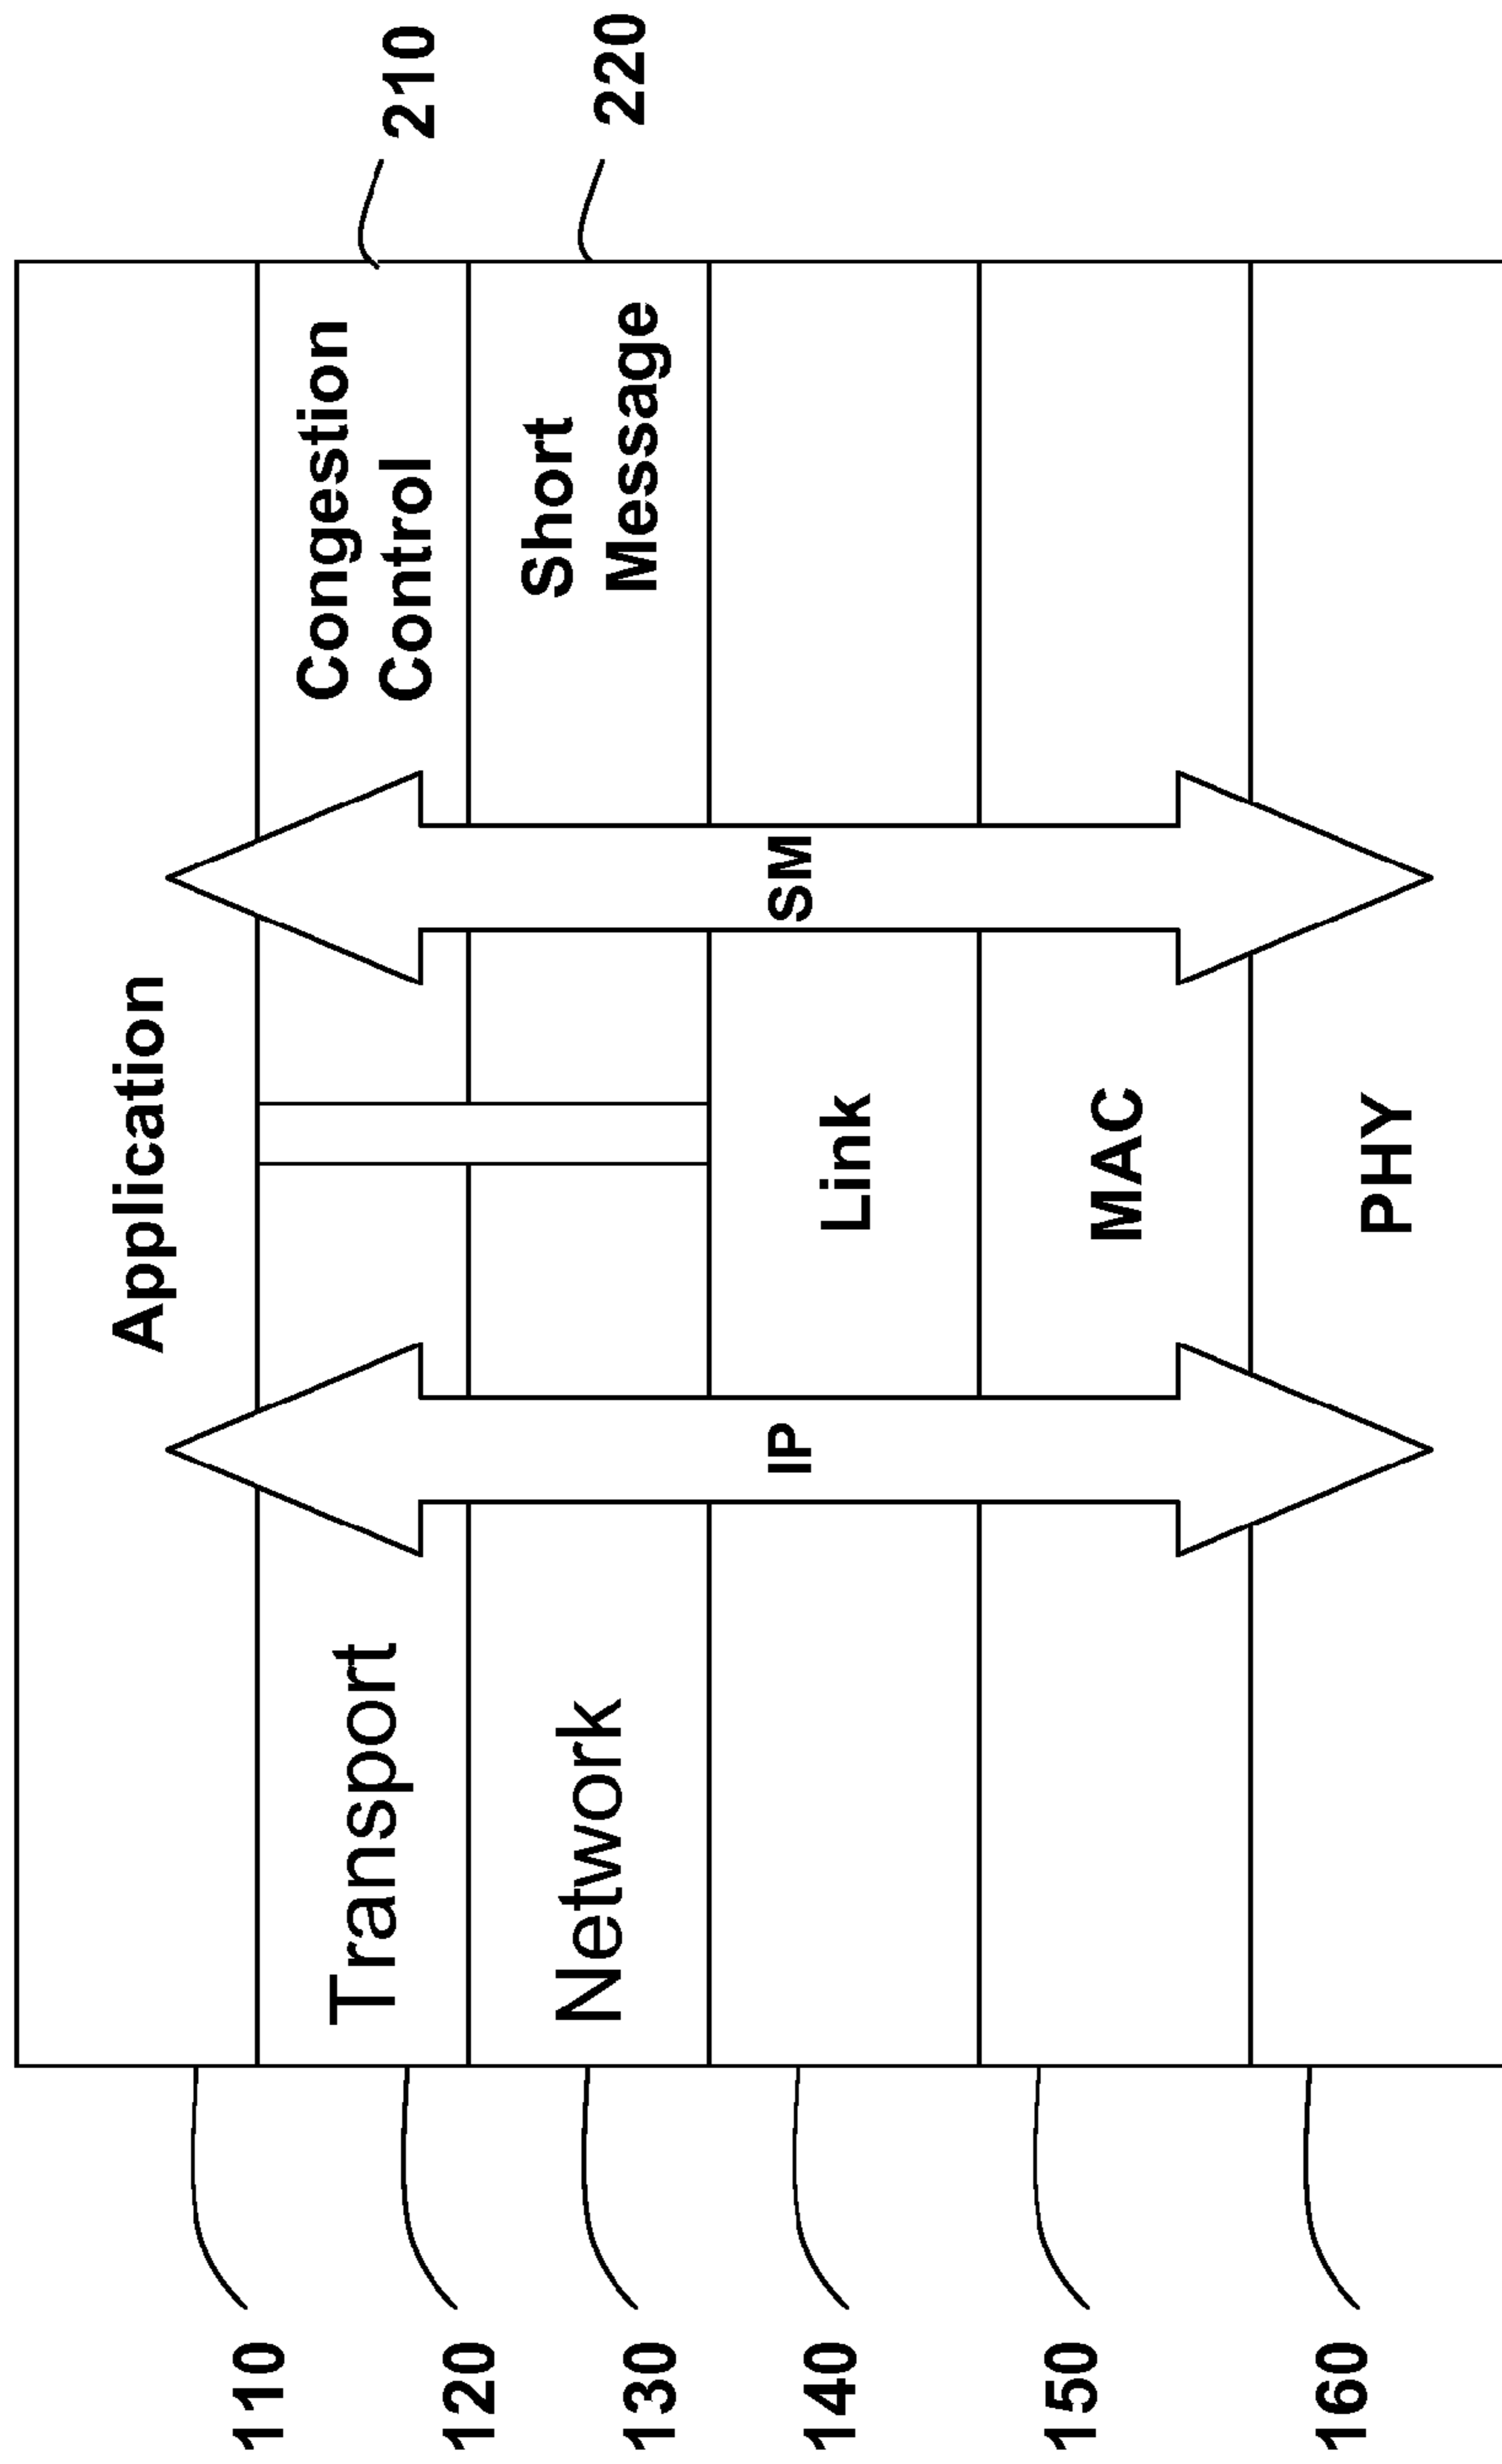 Application
Transport
Congestion
Control
Network
Short
Message
IP
SM
Link
MAC
PHY
110
120
130
140
150
160
210
220